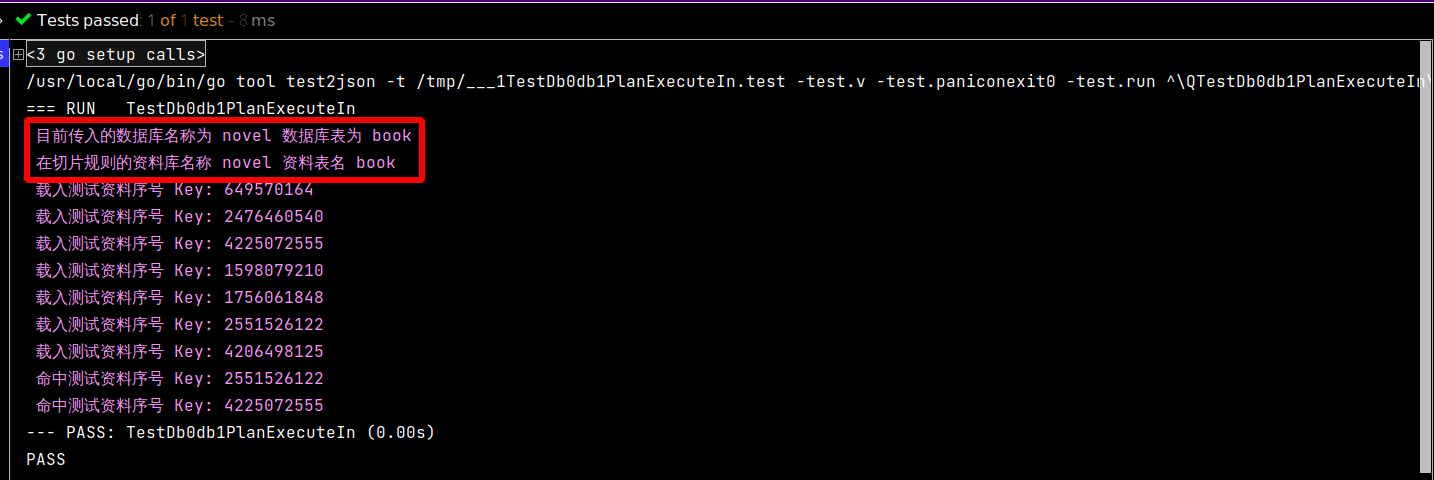 Tests passed: 1 of 1 test – 8 ms
<3 go setup calls>
/usr/local/go/bin/go tool test2json -t /tmp/___1TestDb0db1PlanExecuteIn.test -test.v -test.paniconexit0 -test.run ^\QTestDb0db1PlanExecuteIn\
=== RUN   TestDb0db1PlanExecuteIn
目前传入的数据库名称为 novel 数据库表为 book
在切片规则的资料库名称 novel 资料表名 book
载入测试资料序号 Key: 649570164
载入测试资料序号 Key: 2476460540
载入测试资料序号 Key: 4225072555
载入测试资料序号 Key: 1598079210
载入测试资料序号 Key: 1756061848
载入测试资料序号 Key: 2551526122
载入测试资料序号 Key: 4206498125
命中测试资料序号 Key: 2551526122
命中测试资料序号 Key: 4225072555
--- PASS: TestDb0db1PlanExecuteIn (0.00s)
PASS